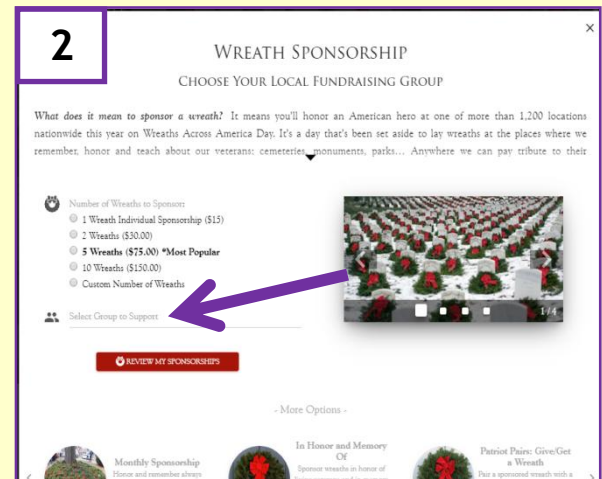 2
×
WREATH SPONSORSHIP
CHOOSE YOUR LOCAL FUNDRAISING GROUP
What does it mean to sponsor a wreath? It means you'll honor an American hero at one of more than 1,200 locations
nationwide this year on Wreaths Across America Day. It's a day that's been set aside to lay wreaths at the places where we
remember, honor and teach about our veterans: cemeteries, monuments, parks... Anywhere we can pay tribute to their
Number of Wreaths to Sponsor:
1 Wreath Individual Sponsorship ($15)
2 Wreaths ($30.00)
5 Wreaths ($75.00) *Most Popular
10 Wreaths ($150.00)
Custom Number of Wreaths
1/4
Select Group to Support
REVIEW MY SPONSORSHIPS
- More Options -
Monthly Sponsorship
Honor and remember always
In Honor and Memory
Of
Sponsor wreaths in honor of
Patriot Pairs: Give/Get
a Wreath
Pair a sponsored wreath with a